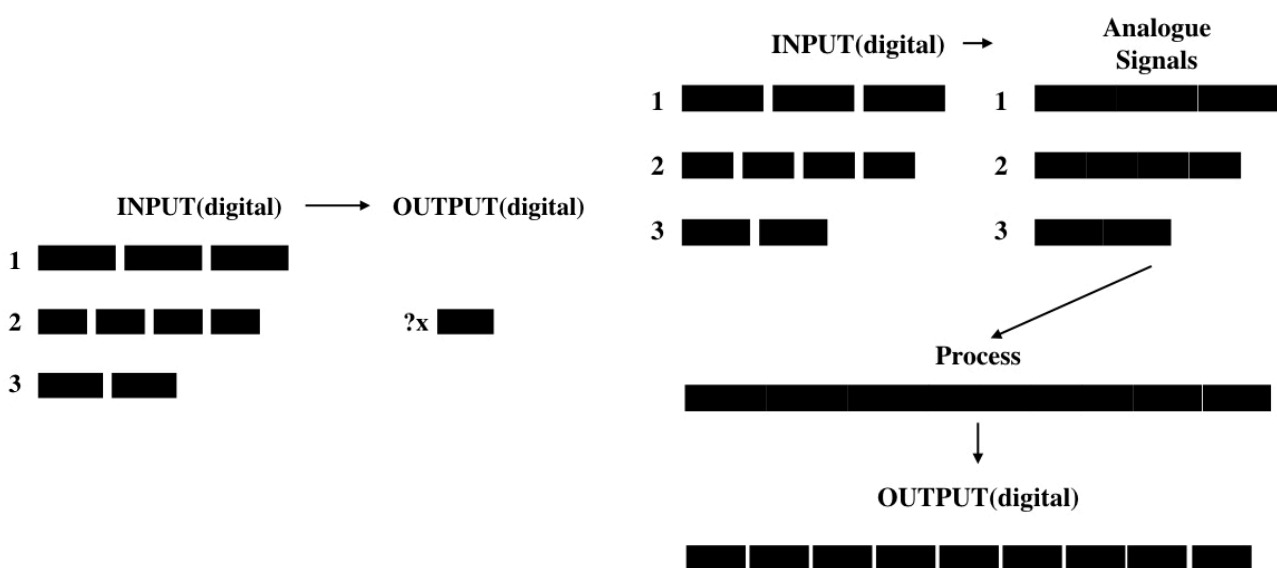 INPUT(digital) OUTPUT(digital)
1
2 ?x
3
INPUT(digital) Analogue
Signals
1 1
2 2
3 3
Process
OUTPUT(digital)